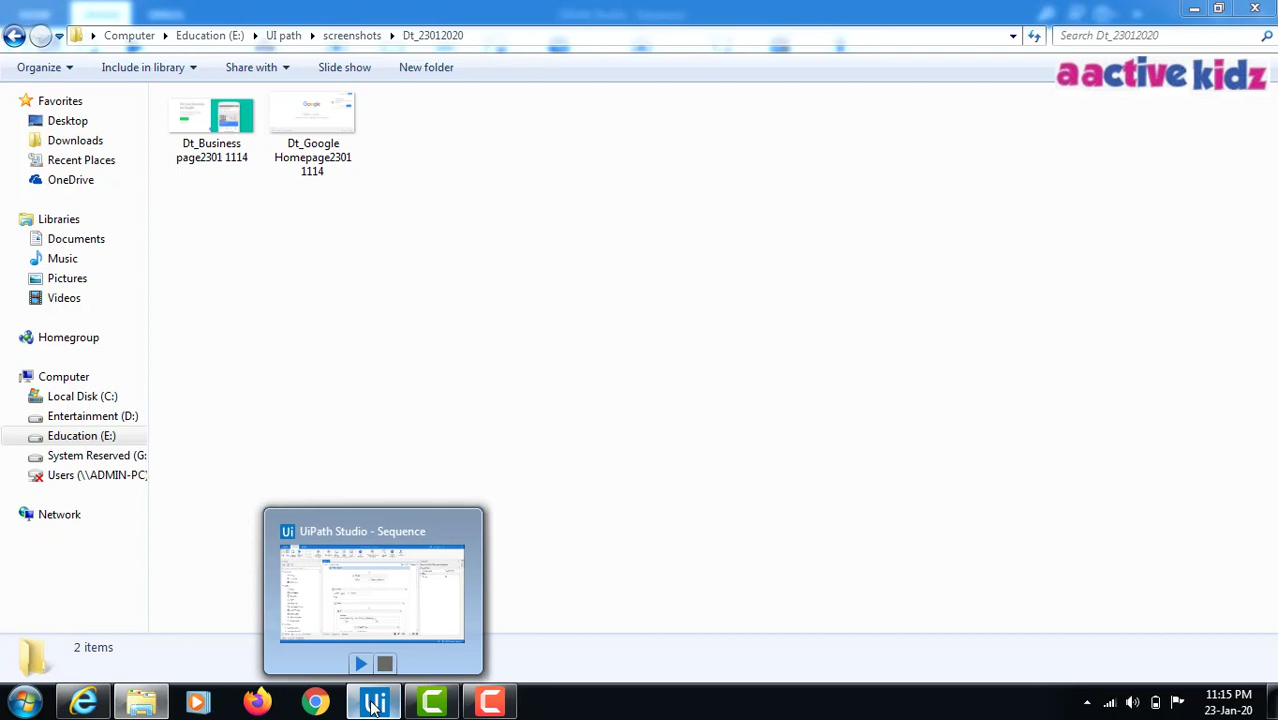 Computer Education (E:) UI path screenshots Dt_23012020
Search Dt_23012020
Organize Include in library Share with Slide show New folder
aactive kidz
Favorites
Desktop
Downloads
Recent Places
OneDrive
Libraries
Documents
Music
Pictures
Videos
Homegroup
Computer
Local Disk (C:)
Entertainment (D:)
Education (E:)
System Reserved (G:
Users (\\ADMIN-PC)
Network
Dt_Business
page2301 1114
Google
Dt_Google
Homepage2301
1114
Ui UiPath Studio - Sequence
2 items
Ui
11:15 PM
23-Jan-20